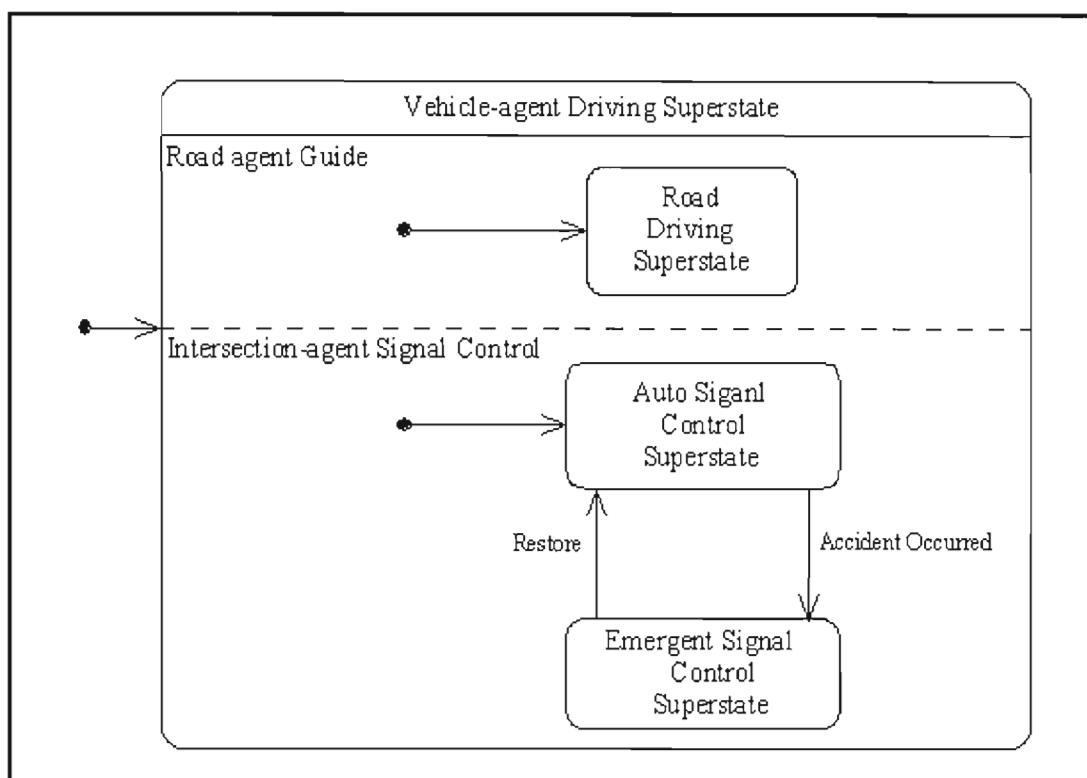 Vehicle-agent Driving Superstate
Road agent Guide
Road
Driving
Superstate
Intersection-agent Signal Control
Auto Siganl
Control
Superstate
Restore
Accident Occurred
Emergent Signal
Control
Superstate